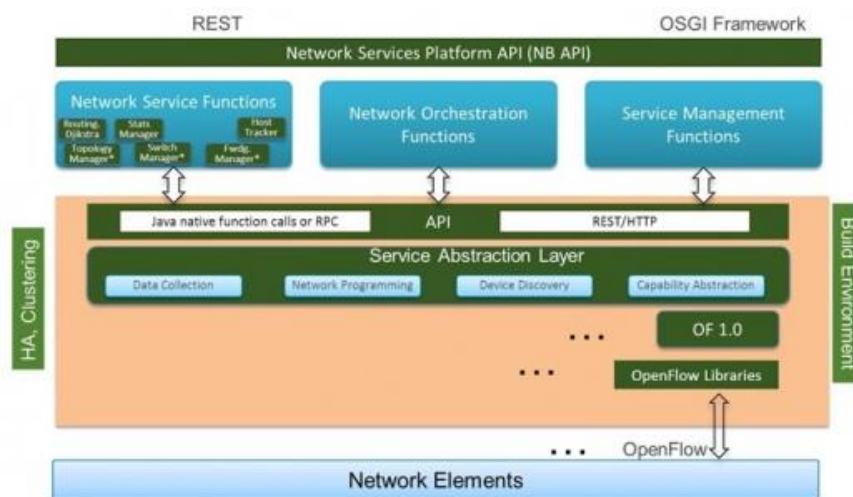 REST
OSGI Framework
Network Services Platform API (NB API)
Network Service Functions
Routing. Djikstra
Stats Manager
Host Tracker
Topology Manager*
Switch Manager*
Fwdg. Manager*
Network Orchestration
Functions
Service Management
Functions
HA, Clustering
Java native function calls or RPC
API
REST/HTTP
Service Abstraction Layer
Data Collection
Network Programming
Device Discovery
Capability Abstraction
OF 1.0
OpenFlow Libraries
Build Environment
OpenFlow
Network Elements